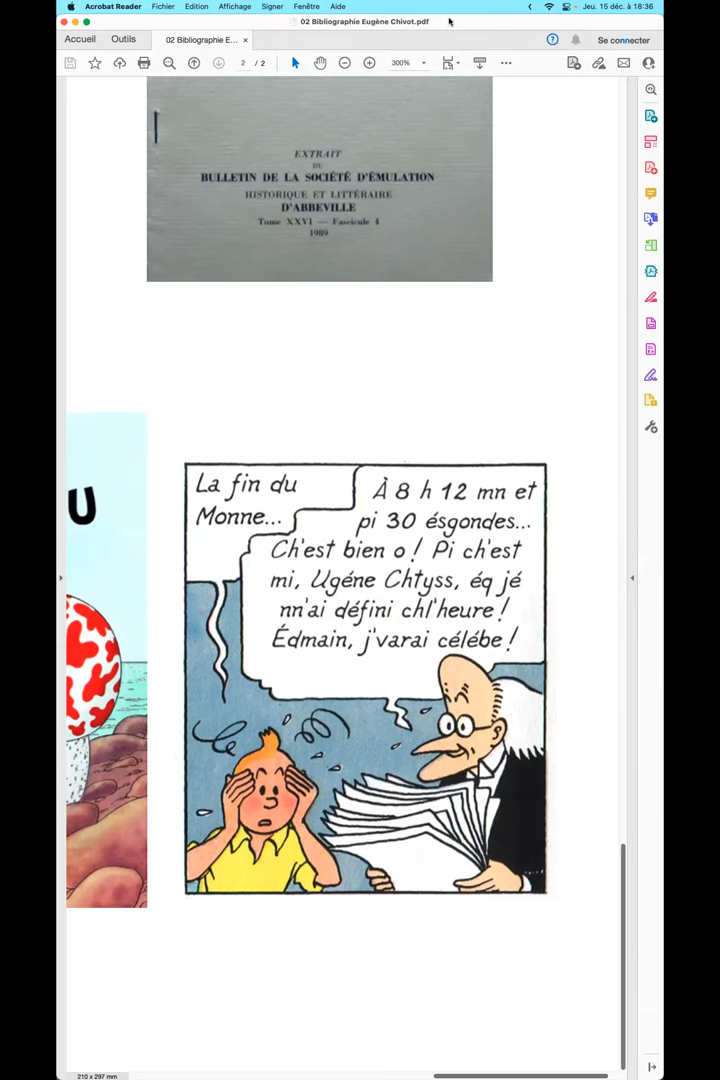 Acrobat Reader Fichier Edition Affichage Signer Fenêtre Aide Jeu. 15 déc. à 18:36
02 Bibliographie Eugène Chivot.pdf
Accueil Outils 02 Bibliographie E... × Se connecter
2 / 2 300%
EXTRAIT
DU
BULLETIN DE LA SOCIÉTÉ D'ÉMULATION
HISTORIQUE ET LITTÉRAIRE
D'ABBEVILLE
Tome XXVI — Fascicule 4
1989
U
La fin du
Monne...
À 8 h 12 mn et
pi 30 ésgondes...
Ch'est bien o ! Pi ch'est
mi, Ugéne Chtyss, éq jé
nn'ai défini chl'heure !
Édmain, j'varai célébe !
210 x 297 mm